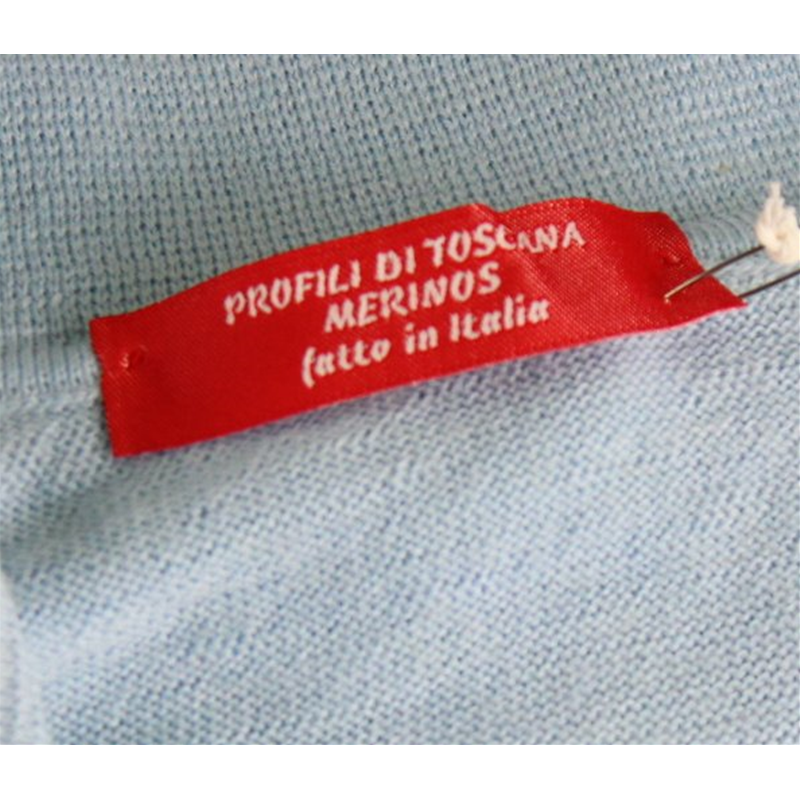 PROFILI DI TOSCANA
MERINOS
fatto in Italia